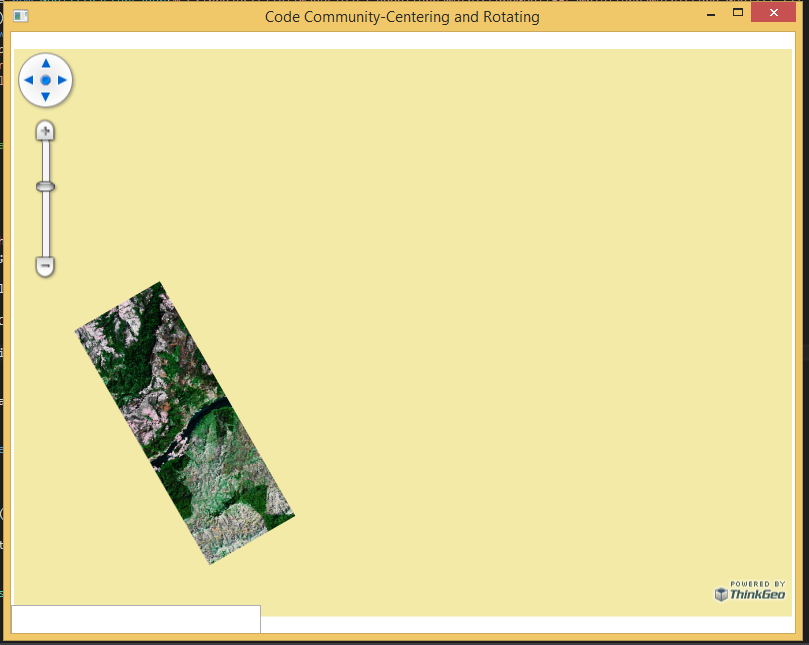 Code Community-Centering and Rotating
POWERED BY
ThinkGeo